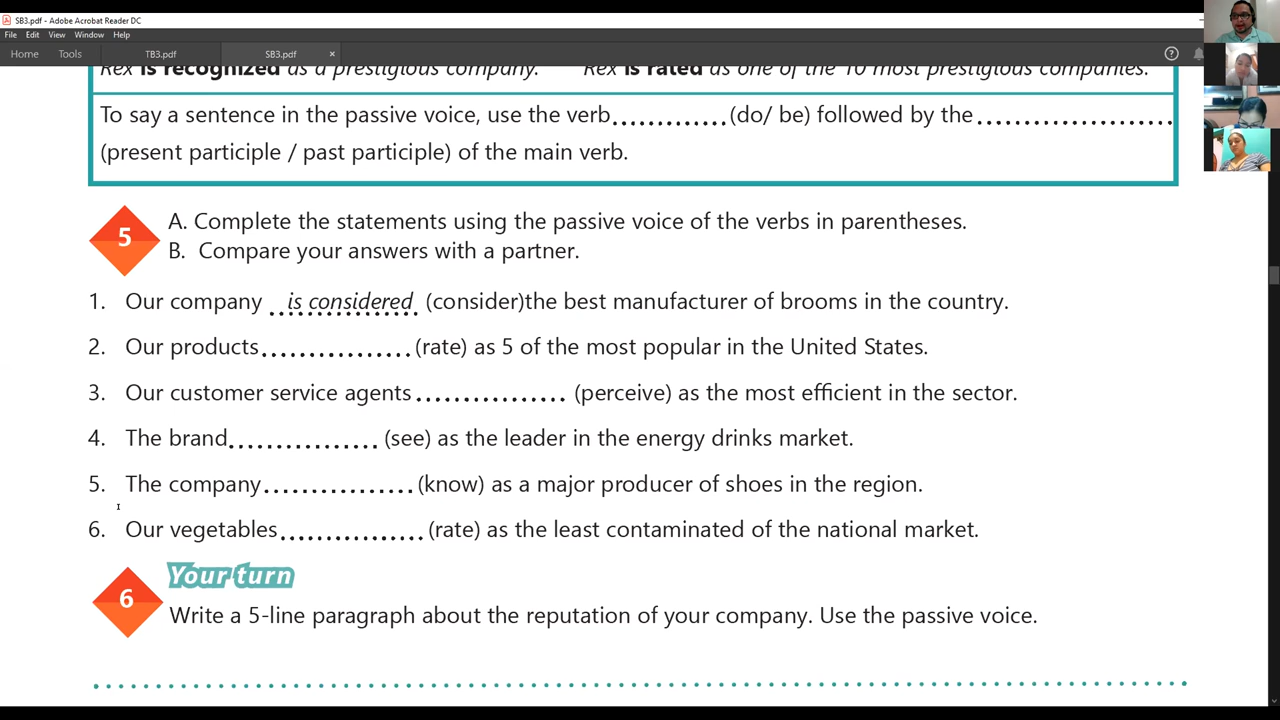 SB3.pdf - Adobe Acrobat Reader DC
File Edit View Window Help
Home Tools TB3.pdf SB3.pdf ×
Rex is recognized as a prestigious company. Rex is rated as one of the 10 most prestigious companies.
To say a sentence in the passive voice, use the verb.............(do/ be) followed by the......................
(present participle / past participle) of the main verb.
5 A. Complete the statements using the passive voice of the verbs in parentheses.
B. Compare your answers with a partner.
1. Our company is considered (consider)the best manufacturer of brooms in the country.
2. Our products................(rate) as 5 of the most popular in the United States.
3. Our customer service agents ................ (perceive) as the most efficient in the sector.
4. The brand................ (see) as the leader in the energy drinks market.
5. The company................(know) as a major producer of shoes in the region.
6. Our vegetables................(rate) as the least contaminated of the national market.
Your turn
6 Write a 5-line paragraph about the reputation of your company. Use the passive voice.